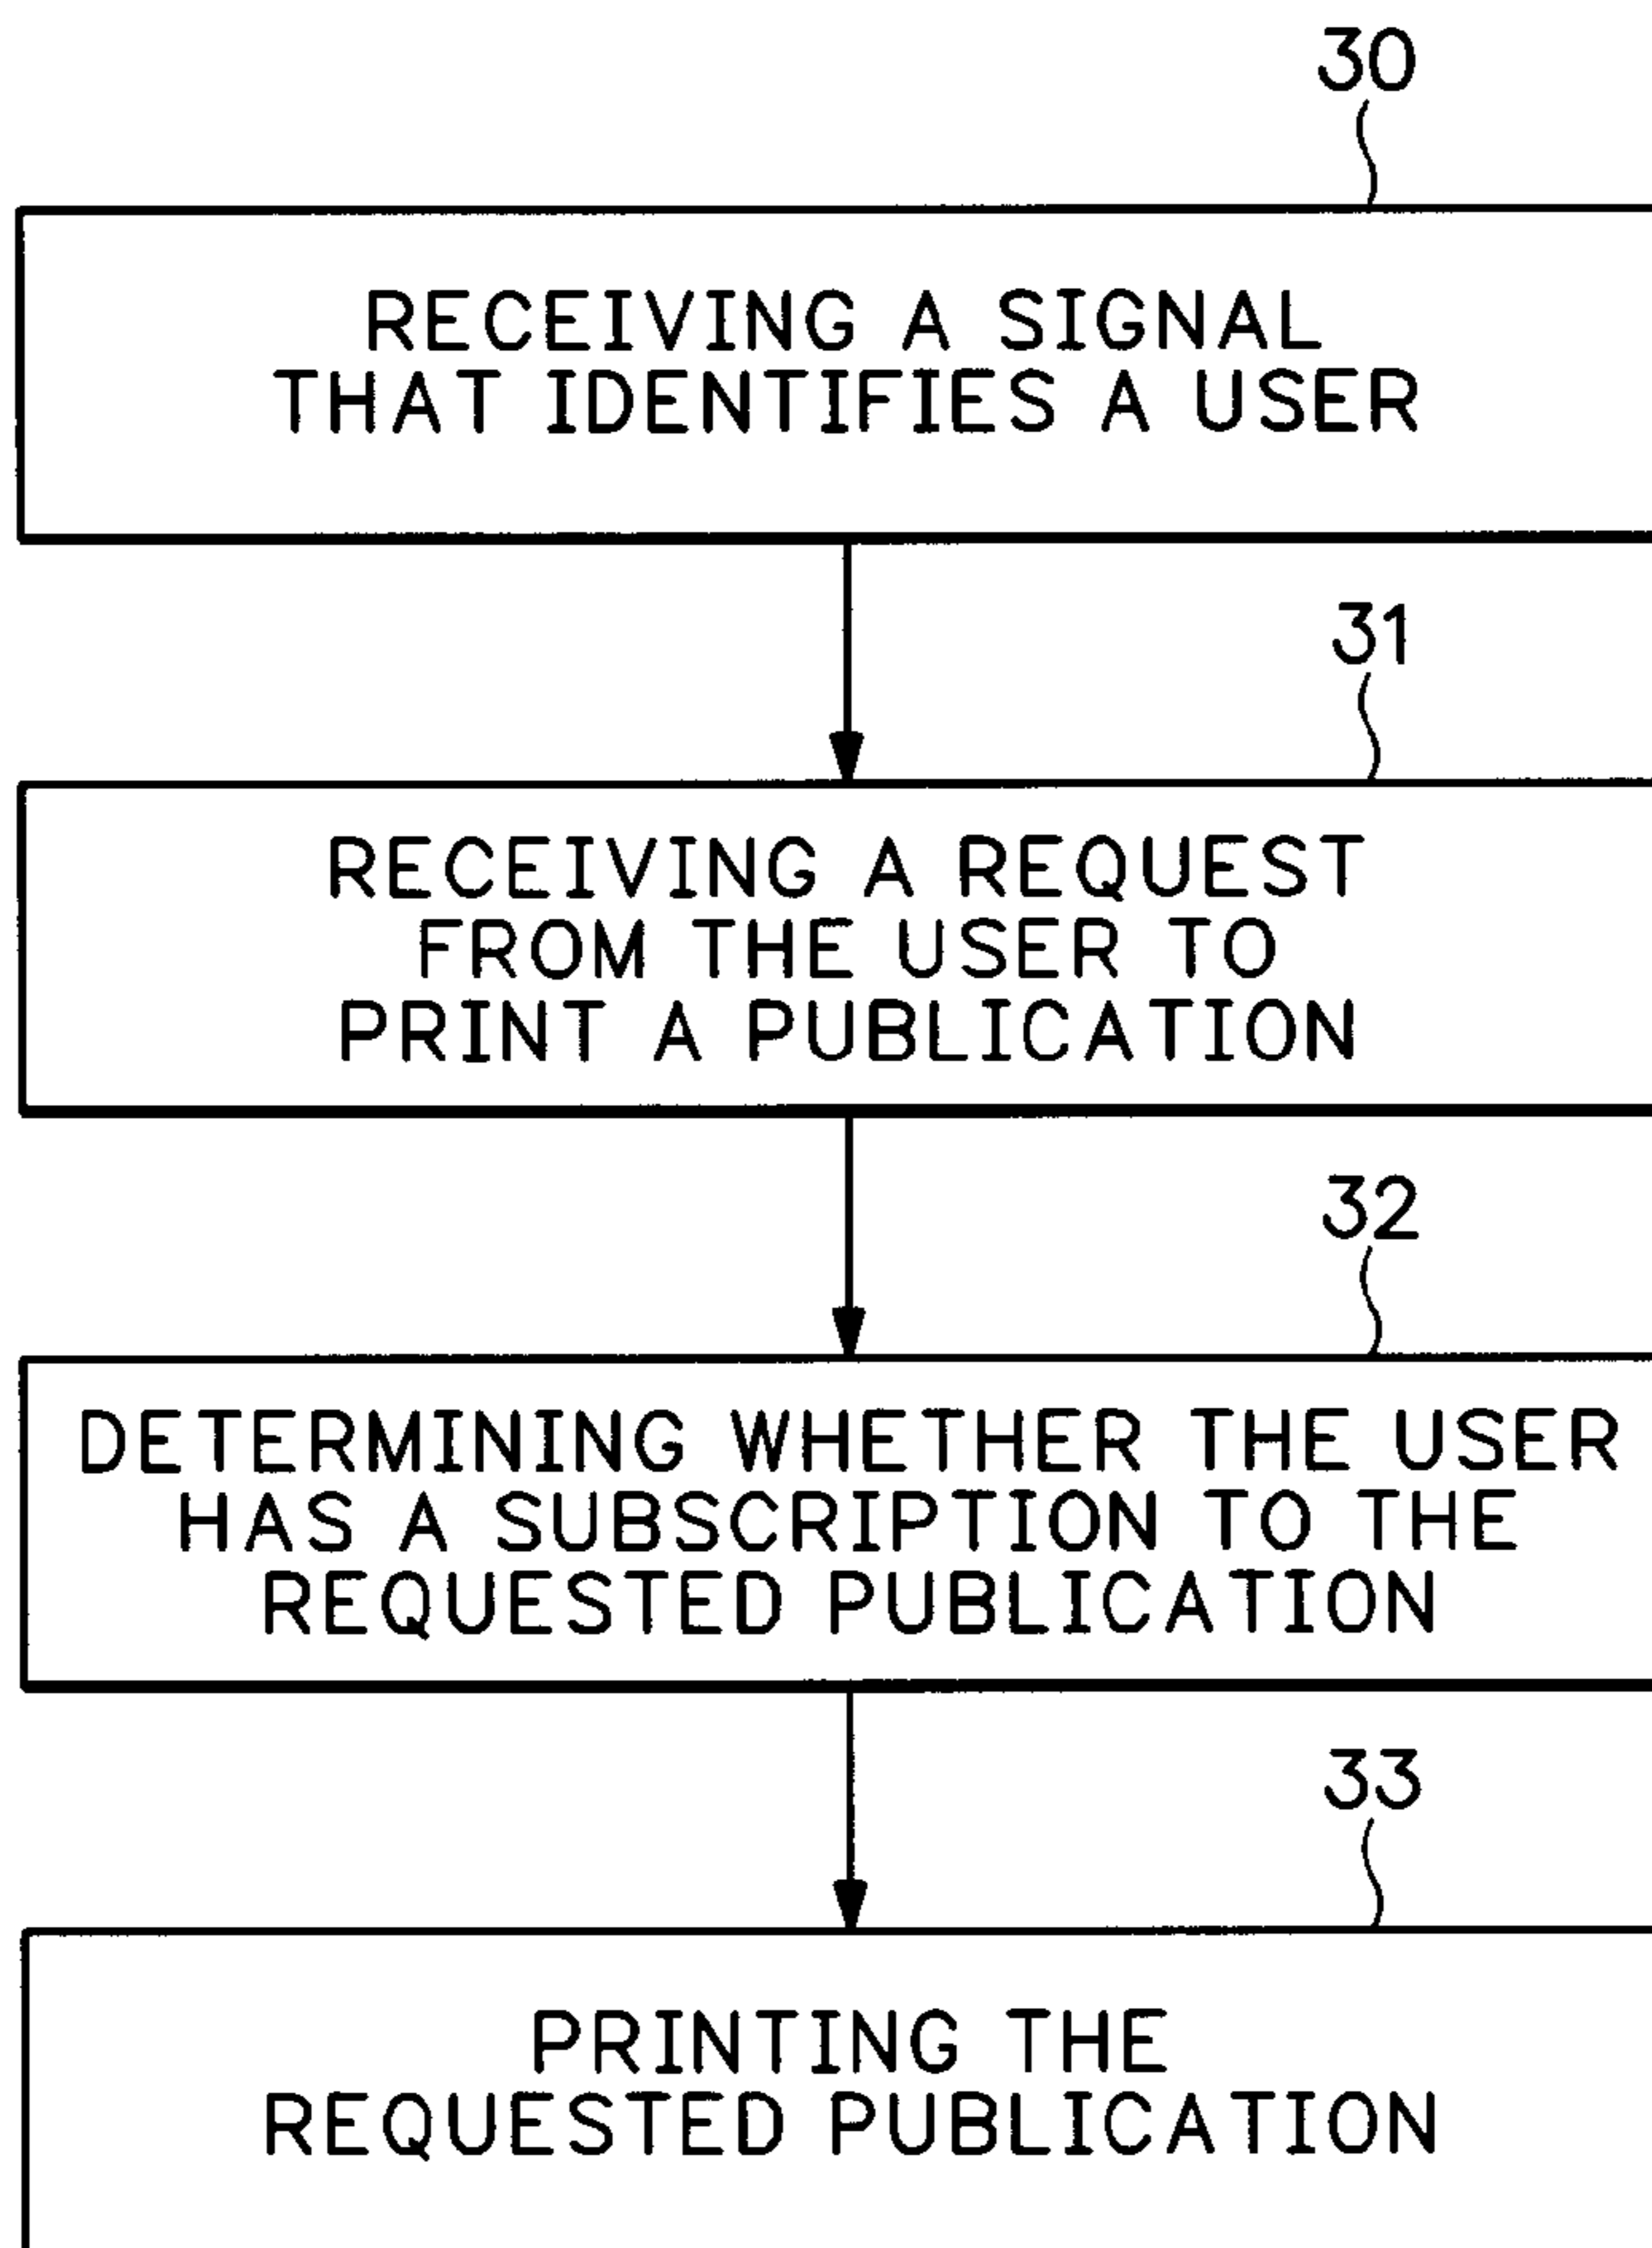 30
RECEIVING A SIGNAL
THAT IDENTIFIES A USER
31
RECEIVING A REQUEST
FROM THE USER TO
PRINT A PUBLICATION
32
DETERMINING WHETHER THE USER
HAS A SUBSCRIPTION TO THE
REQUESTED PUBLICATION
33
PRINTING THE
REQUESTED PUBLICATION